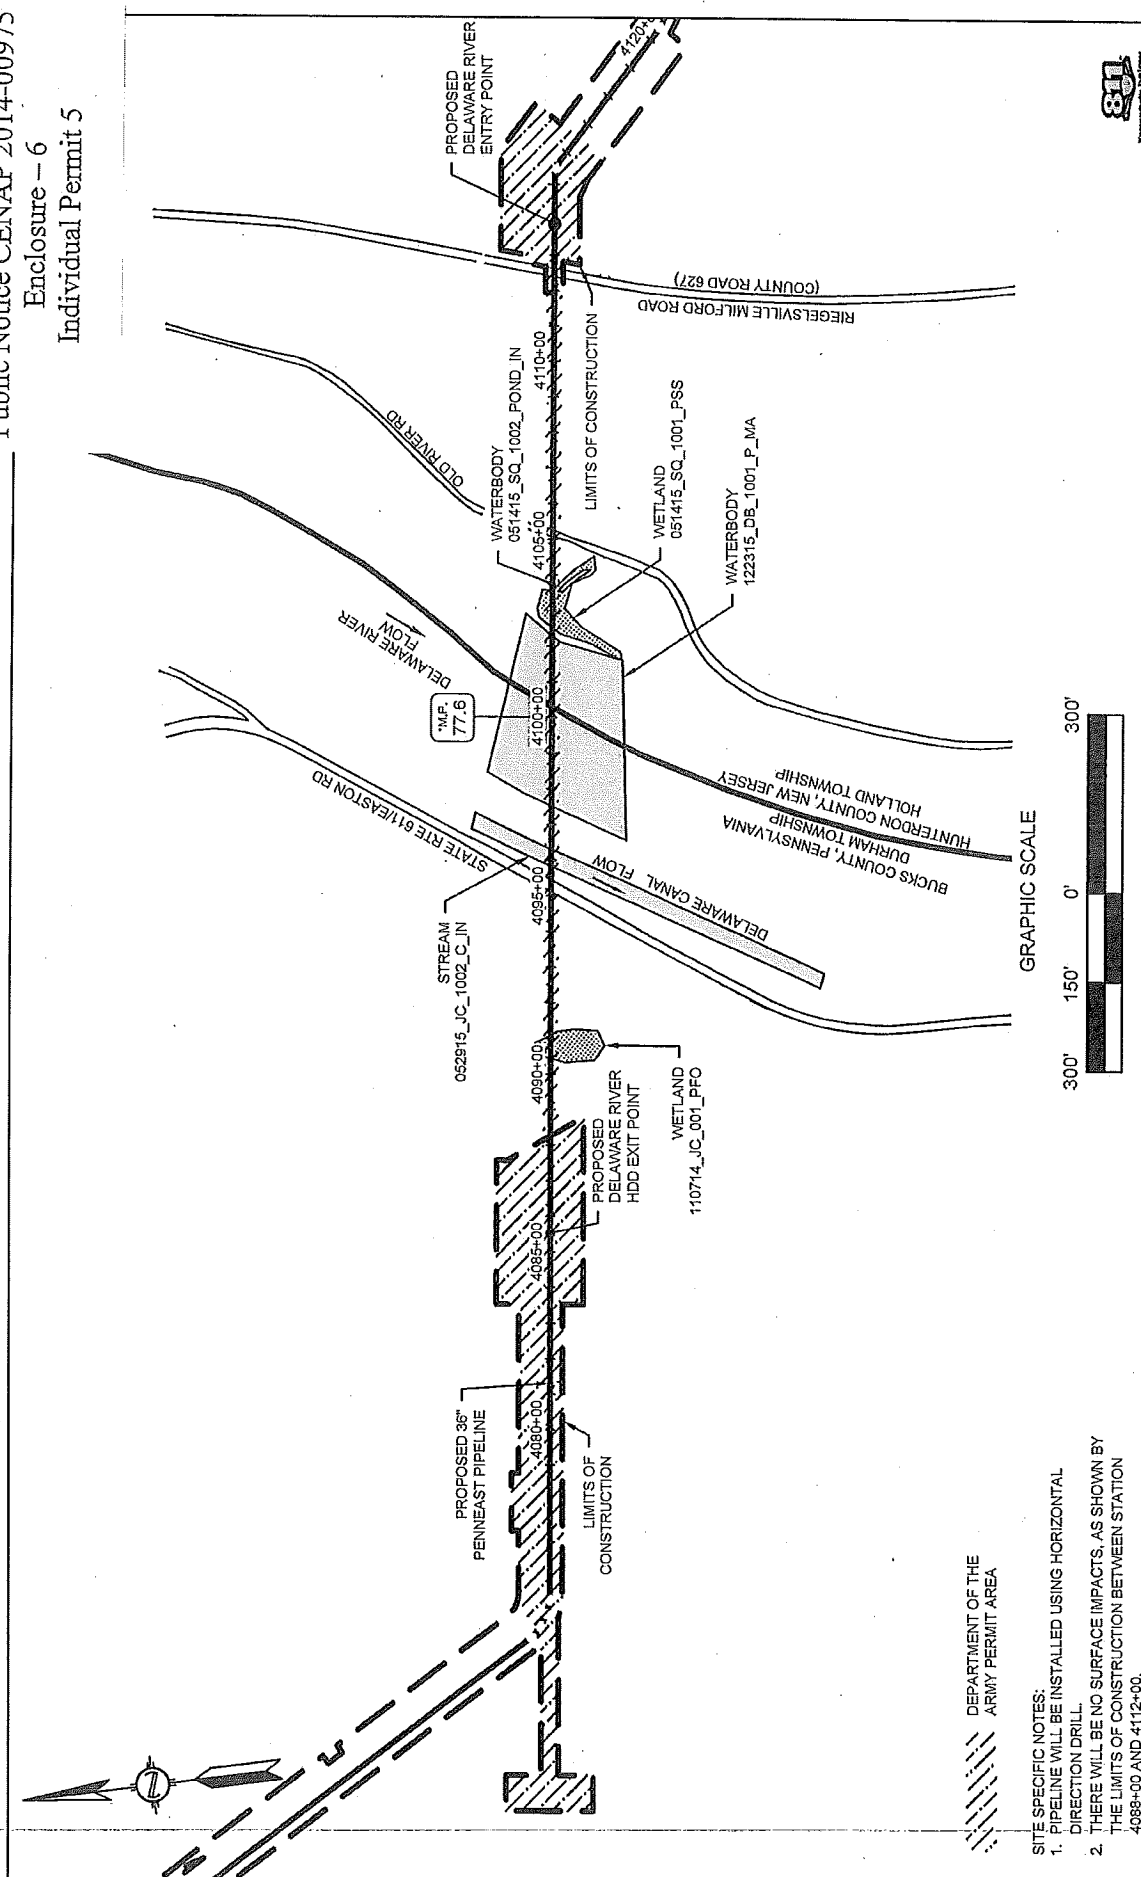 Public Notice CENAP 2014-00975
Enclosure – 6
Individual Permit 5
PROPOSED
DELAWARE RIVER
ENTRY POINT
4120+0
RIEGELSVILLE MILFORD ROAD
(COUNTY ROAD 627)
LIMITS OF CONSTRUCTION
4110+00
OLD RIVER RD
WATERBODY
051415_SQ_1002_POND_IN
4105+00
WETLAND
051415_SQ_1001_PSS
WATERBODY
122315_DB_1001_P_MA
DELAWARE RIVER
FLOW
*M.P.
77.6
4100+00
HUNTERDON COUNTY, NEW JERSEY
HOLLAND TOWNSHIP
BUCKS COUNTY, PENNSYLVANIA
DURHAM TOWNSHIP
STATE RTE 611/EASTON RD
STREAM
052915_JC_1002_C_IN
4095+00
DELAWARE CANAL FLOW
4090+00
WETLAND
110714_JC_001_PFO
PROPOSED
DELAWARE RIVER
HDD EXIT POINT
4085+00
PROPOSED 36"
PENNEAST PIPELINE
4080+00
LIMITS OF
CONSTRUCTION
Z
GRAPHIC SCALE
300' 150' 0' 300'
DEPARTMENT OF THE
ARMY PERMIT AREA
SITE SPECIFIC NOTES:
1. PIPELINE WILL BE INSTALLED USING HORIZONTAL
DIRECTION DRILL.
2. THERE WILL BE NO SURFACE IMPACTS, AS SHOWN BY
THE LIMITS OF CONSTRUCTION BETWEEN STATION
4088+00 AND 4112+00.
811